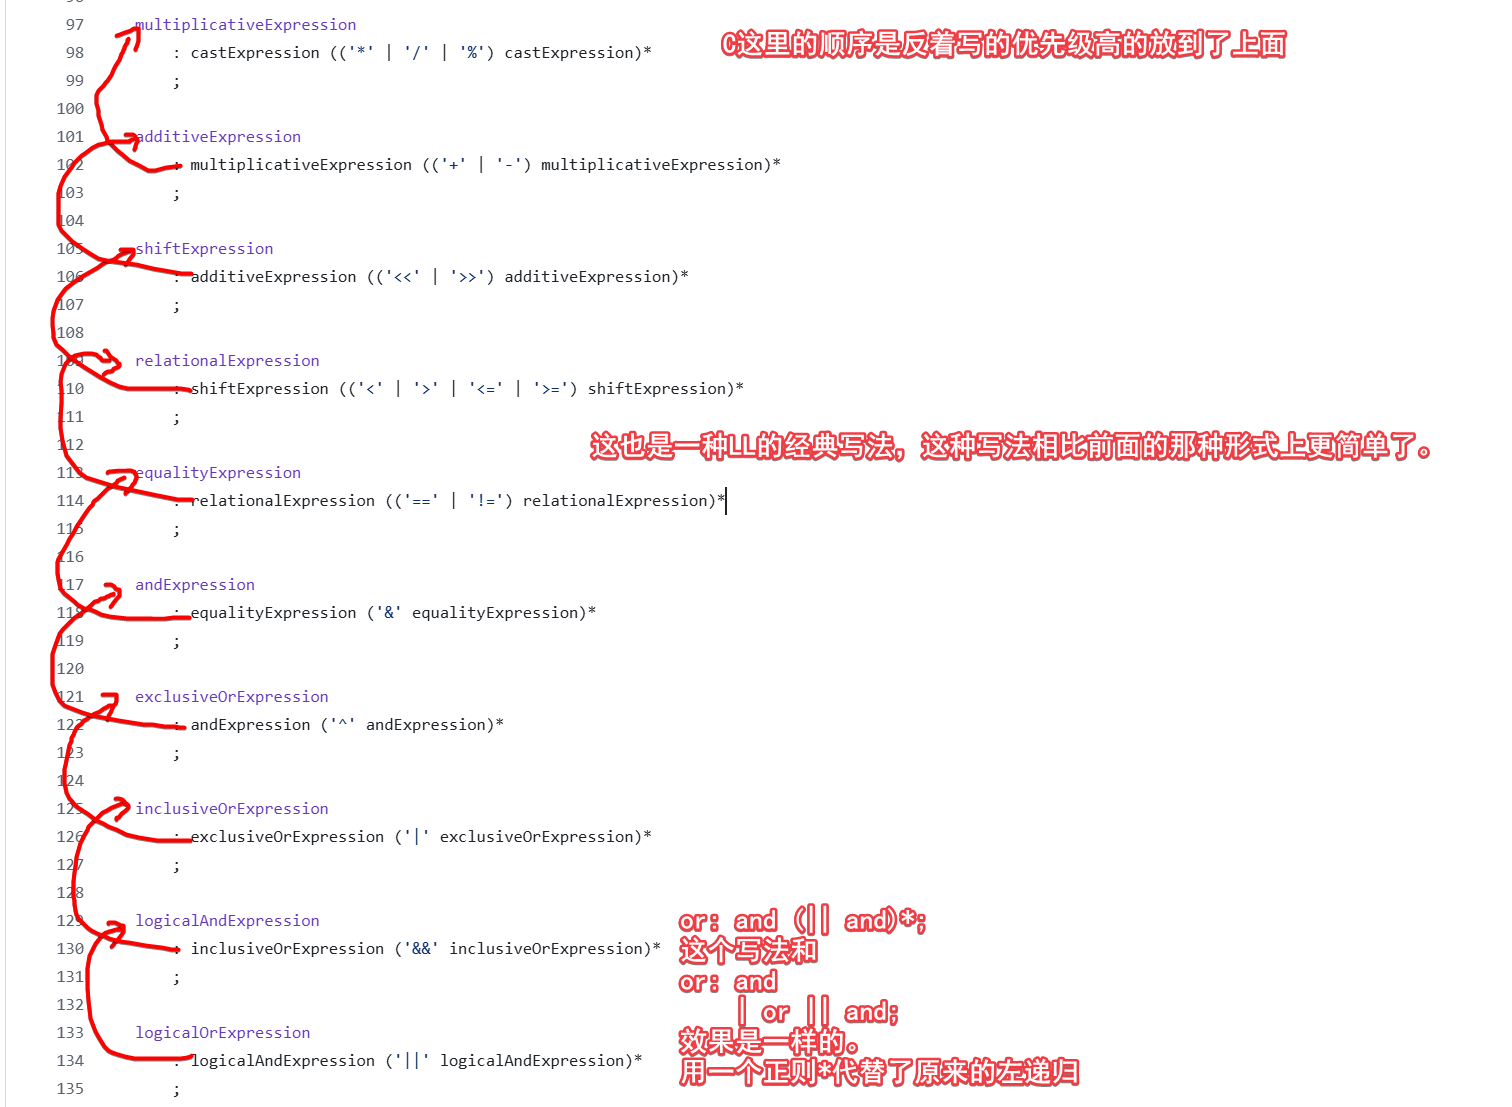 97 multiplicativeExpression
98 : castExpression (('*' | '/' | '%') castExpression)*
C这里的顺序是反着写的优先级高的放到了上面
99 ;
100
101 additiveExpression
102 : multiplicativeExpression (('+' | '-') multiplicativeExpression)*
103 ;
104
105 shiftExpression
106 : additiveExpression (('<<' | '>>') additiveExpression)*
107 ;
108
109 relationalExpression
110 : shiftExpression (('<' | '>' | '<=' | '>=') shiftExpression)*
111 ;
112
这也是一种LL的经典写法，这种写法相比前面的那种形式上更简单了。
113 equalityExpression
114 : relationalExpression (('==' | '!=') relationalExpression)*
115 ;
116
117 andExpression
118 : equalityExpression ('&' equalityExpression)*
119 ;
120
121 exclusiveOrExpression
122 : andExpression ('^' andExpression)*
123 ;
124
125 inclusiveOrExpression
126 : exclusiveOrExpression ('|' exclusiveOrExpression)*
127 ;
128
129 logicalAndExpression
130 : inclusiveOrExpression ('&&' inclusiveOrExpression)*
131 ;
132
133 logicalOrExpression
134 : logicalAndExpression ('||' logicalAndExpression)*
135 ;
or: and (|| and)*;
这个写法和
or: and
| or || and;
效果是一样的。
用一个正则*代替了原来的左递归